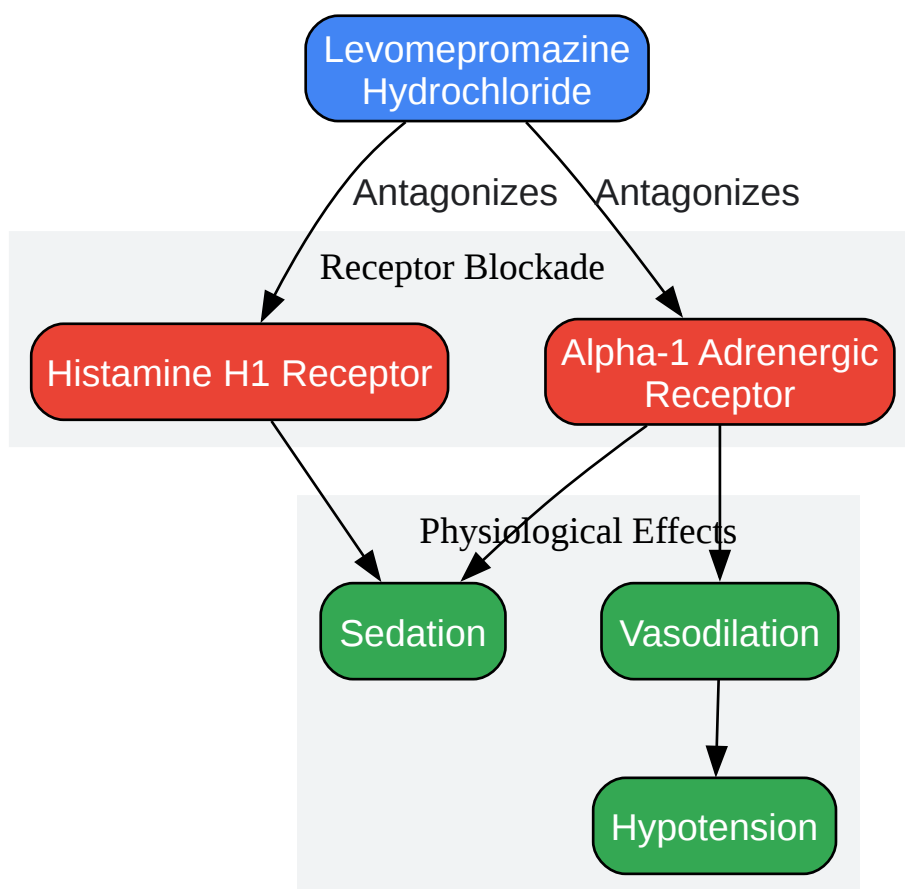 Levomepromazine
Hydrochloride
Antagonizes
Antagonizes
Receptor Blockade
Histamine H1 Receptor
Alpha-1 Adrenergic
Receptor
Physiological Effects
Sedation
Vasodilation
Hypotension